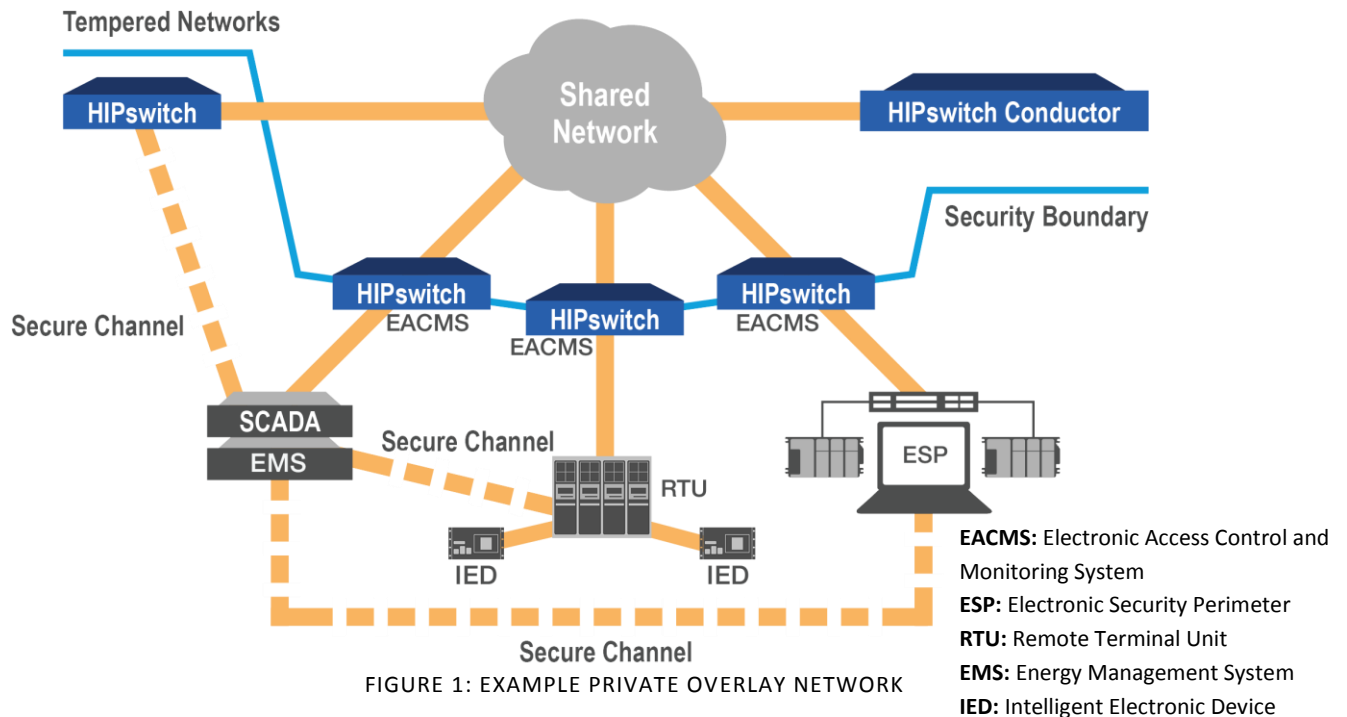 Tempered Networks
HIPswitch
Shared
Network
HIPswitch Conductor
Security Boundary
HIPswitch
EACMS
HIPswitch
EACMS
HIPswitch
EACMS
Secure Channel
SCADA
EMS
Secure Channel
RTU
ESP
IED
IED
Secure Channel
FIGURE 1: EXAMPLE PRIVATE OVERLAY NETWORK
EACMS: Electronic Access Control and
Monitoring System
ESP: Electronic Security Perimeter
RTU: Remote Terminal Unit
EMS: Energy Management System
IED: Intelligent Electronic Device